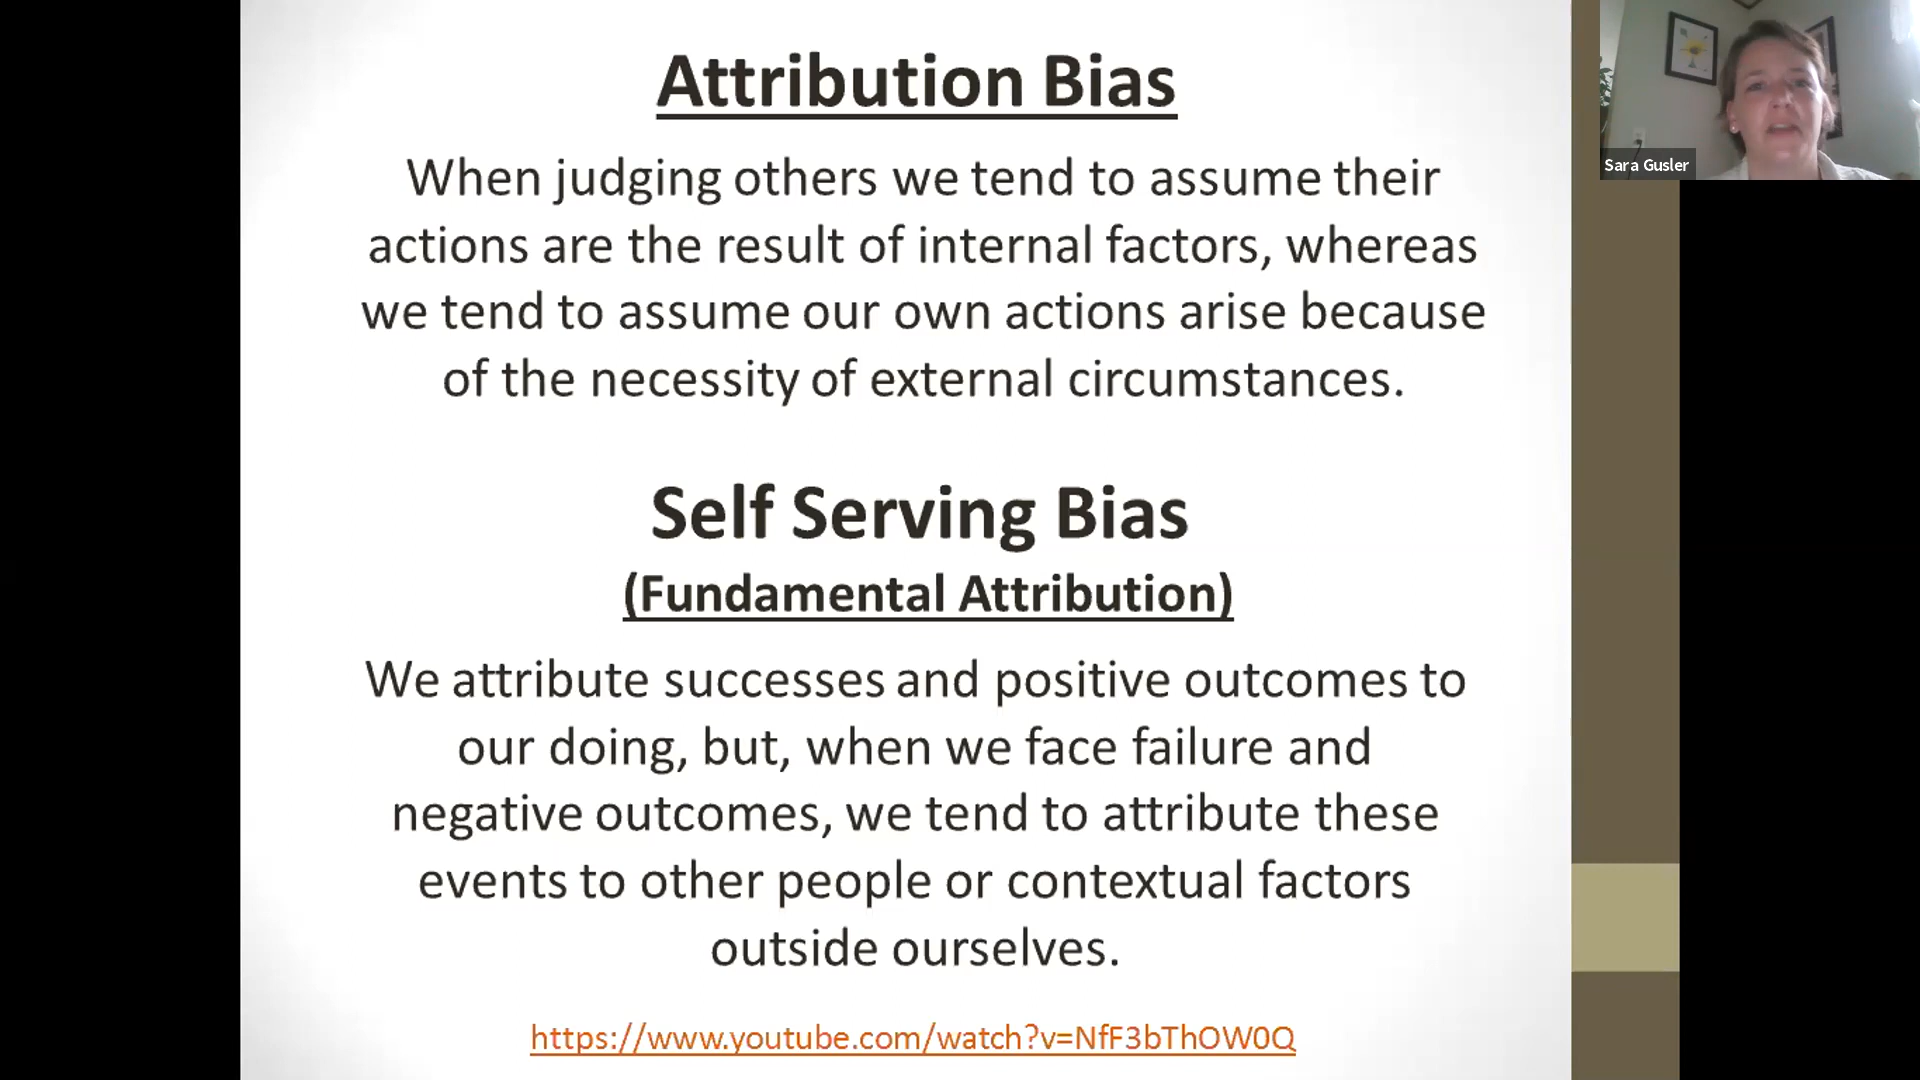 Attribution Bias
When judging others we tend to assume their
actions are the result of internal factors, whereas
we tend to assume our own actions arise because
of the necessity of external circumstances.
Self Serving Bias
(Fundamental Attribution)
We attribute successes and positive outcomes to
our doing, but, when we face failure and
negative outcomes, we tend to attribute these
events to other people or contextual factors
outside ourselves.
https://www.youtube.com/watch?v=NfF3bThOW0Q
Sara Gusler